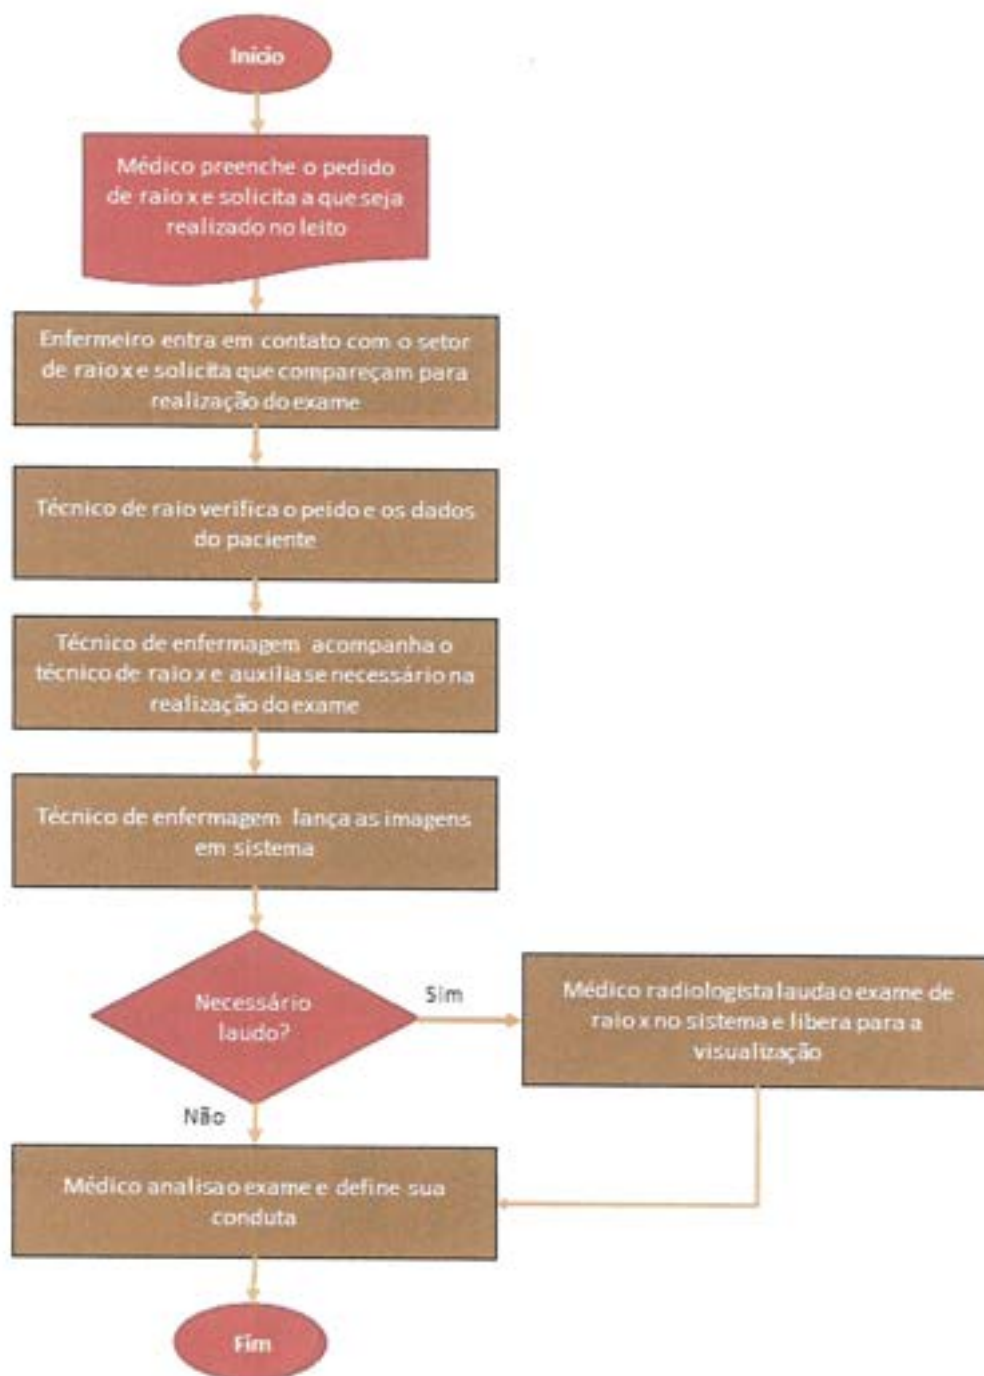 Início
Médico preenche o pedido
de raio x e solicita a que seja
realizado no leito
Enfermeiro entra em contato com o setor
de raio x e solicita que compareçam para
realização do exame
Técnico de raio verifica o peido e os dados
do paciente
Técnico de enfermagem acompanha o
técnico de raio x e auxilia se necessário na
realização do exame
Técnico de enfermagem lança as imagens
em sistema
Necessário
laudo?
Sim
Médico radiologista lauda o exame de
raio x no sistema e libera para a
visualização
Não
Médico analisa o exame e define sua
conduta
Fim